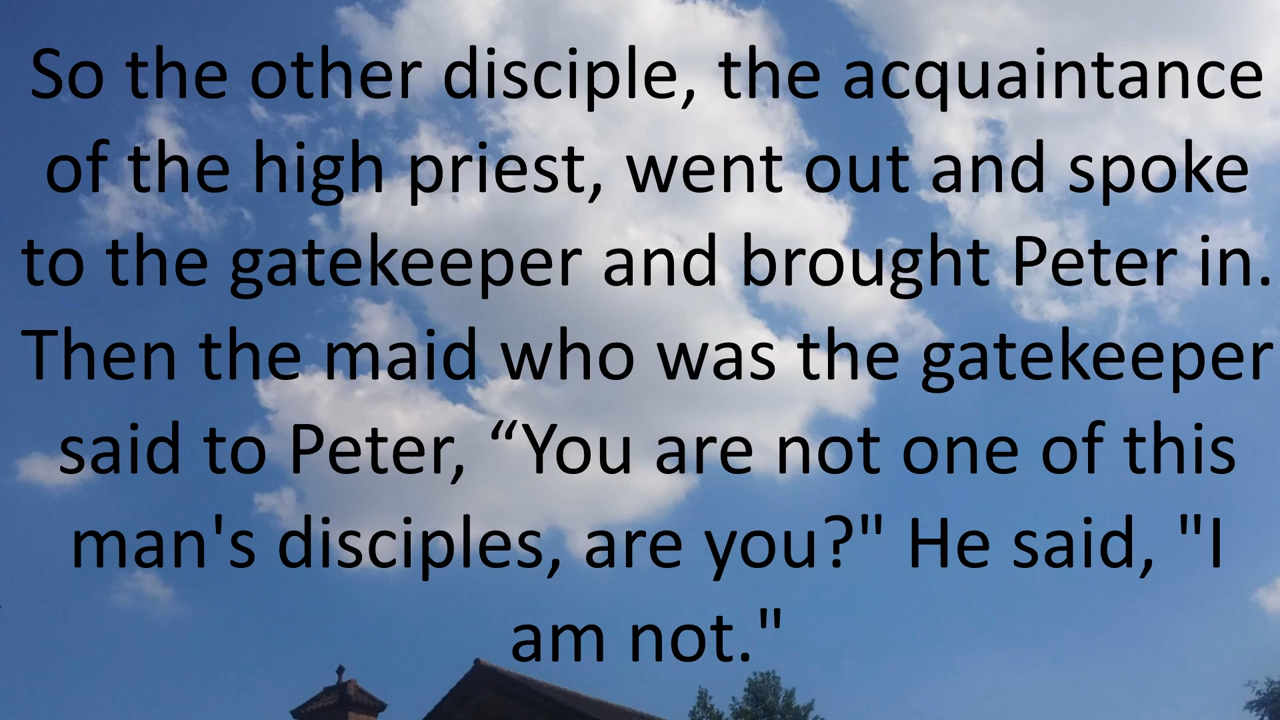 So the other disciple, the acquaintance
of the high priest, went out and spoke
to the gatekeeper and brought Peter in.
Then the maid who was the gatekeeper
said to Peter, “You are not one of this
man's disciples, are you?" He said, "I
am not."